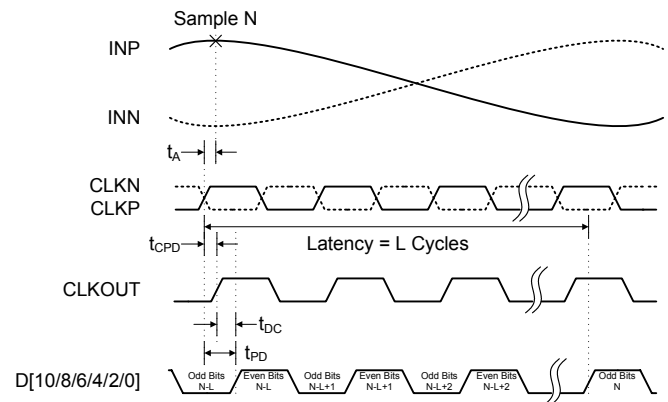 Sample N
INP
INN
tA
CLKN
CLKP
tCPD
Latency = L Cycles
CLKOUT
tDC
tPD
D[10/8/6/4/2/0]
Odd Bits
N-L
Even Bits
N-L
Odd Bits
N-L+1
Even Bits
N-L+1
Odd Bits
N-L+2
Even Bits
N-L+2
Odd Bits
N